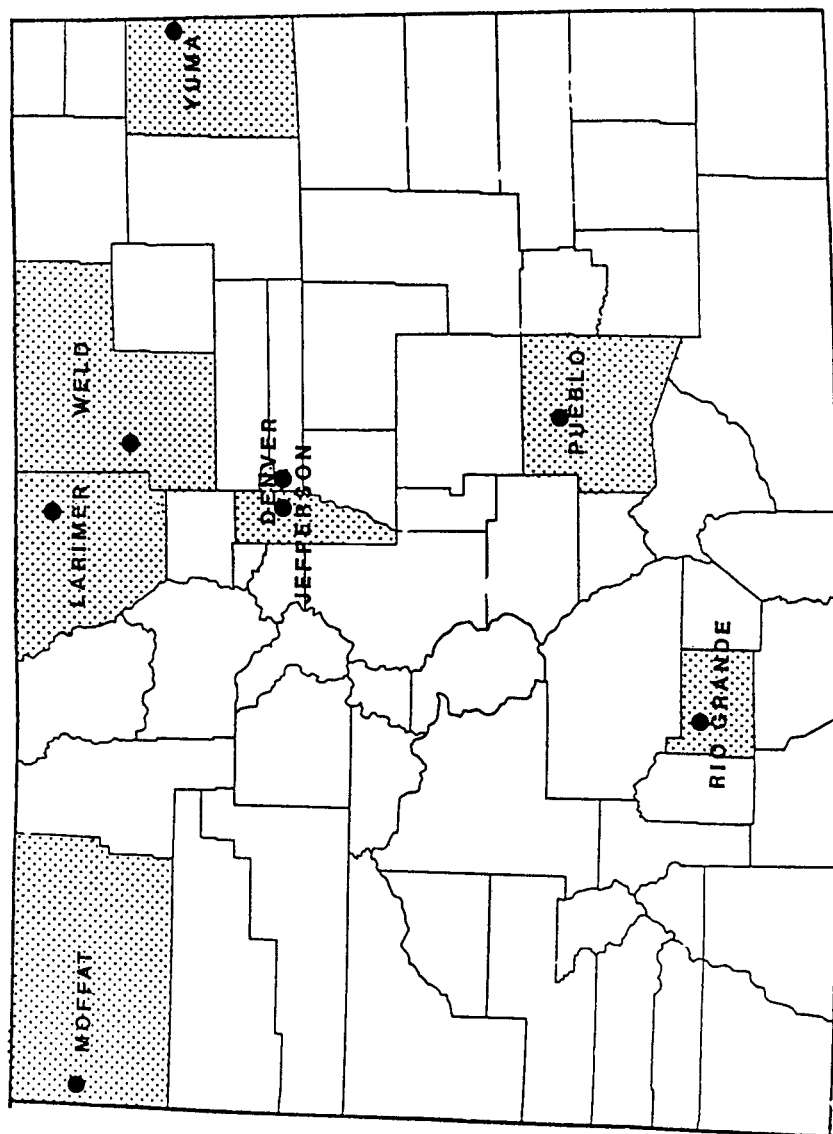 MOFFAT
LARIMER
WELD
YUMA
DENVER
JEFFERSON
PUEBLO
RIO GRANDE